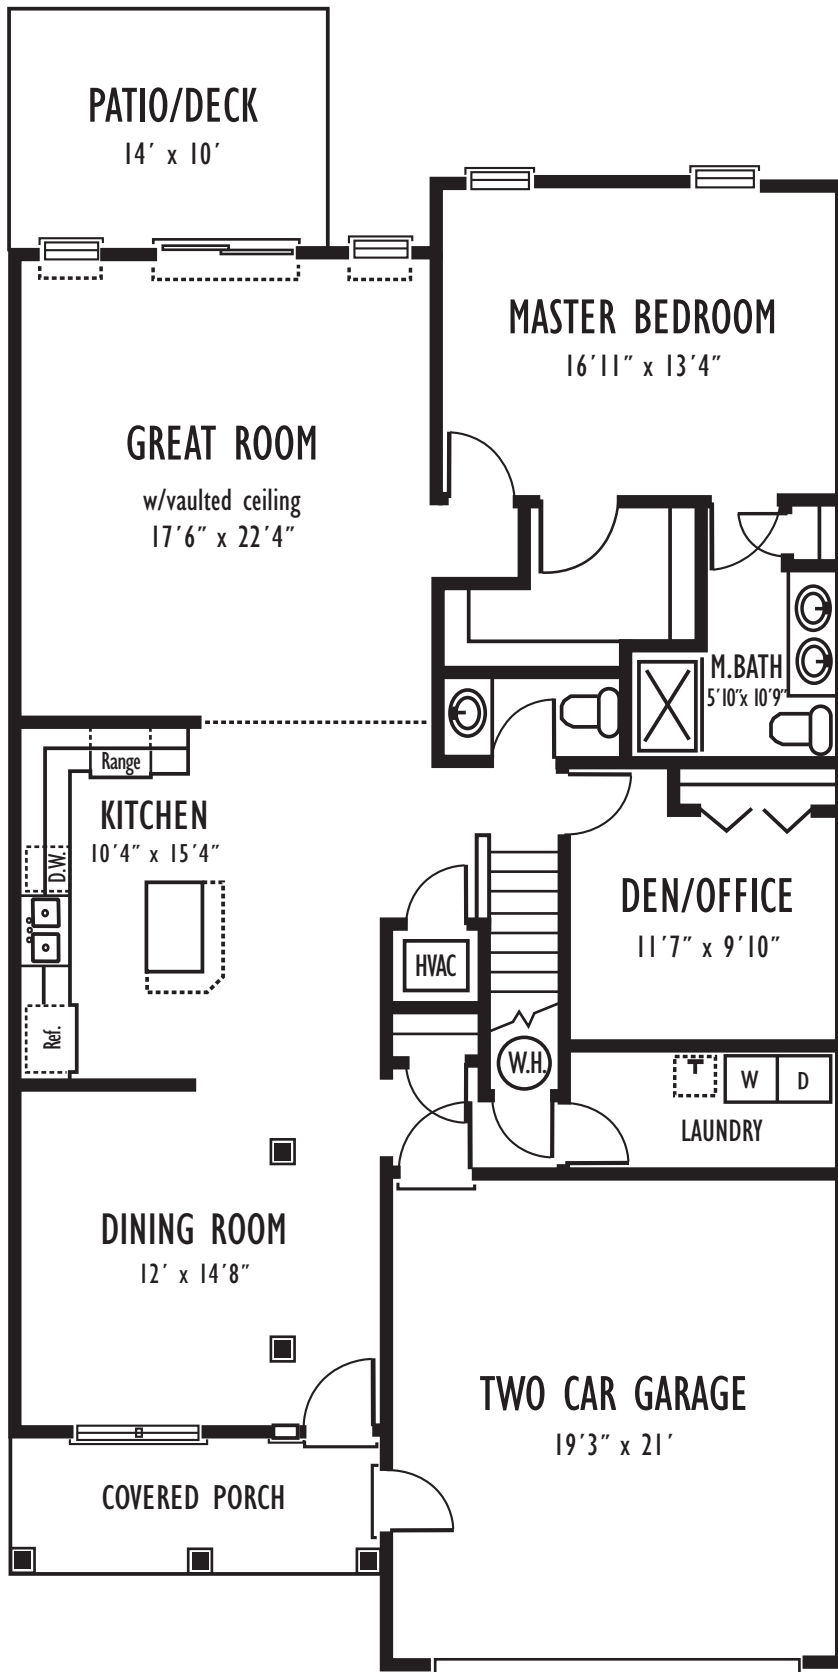 PATIO/DECK
14′ x 10′
MASTER BEDROOM
16′11″ x 13′4″
GREAT ROOM
w/vaulted ceiling
17′6″ x 22′4″
M.BATH
5′10″x 10′9″
Range
KITCHEN
10′4″ x 15′4″
D.W.
DEN/OFFICE
11′7″ x 9′10″
HVAC
Ref.
W.H.
W
D
LAUNDRY
DINING ROOM
12′ x 14′8″
TWO CAR GARAGE
19′3″ x 21′
COVERED PORCH